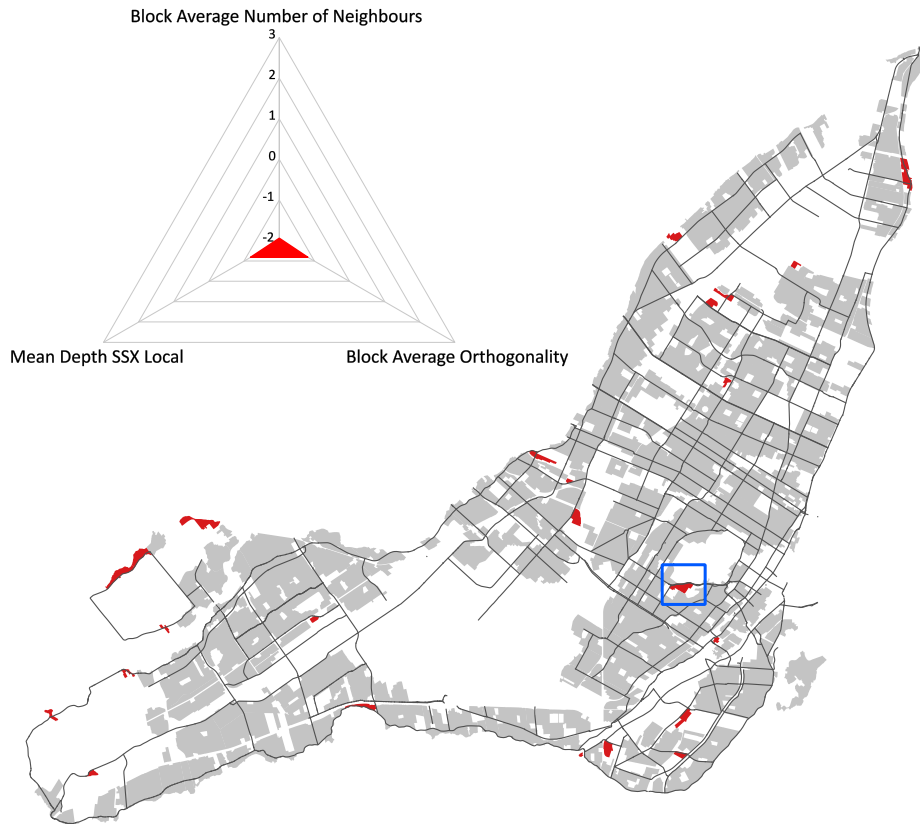 Block Average Number of Neighbours
3
2
1
0
-1
-2
Mean Depth SSX Local
Block Average Orthogonality